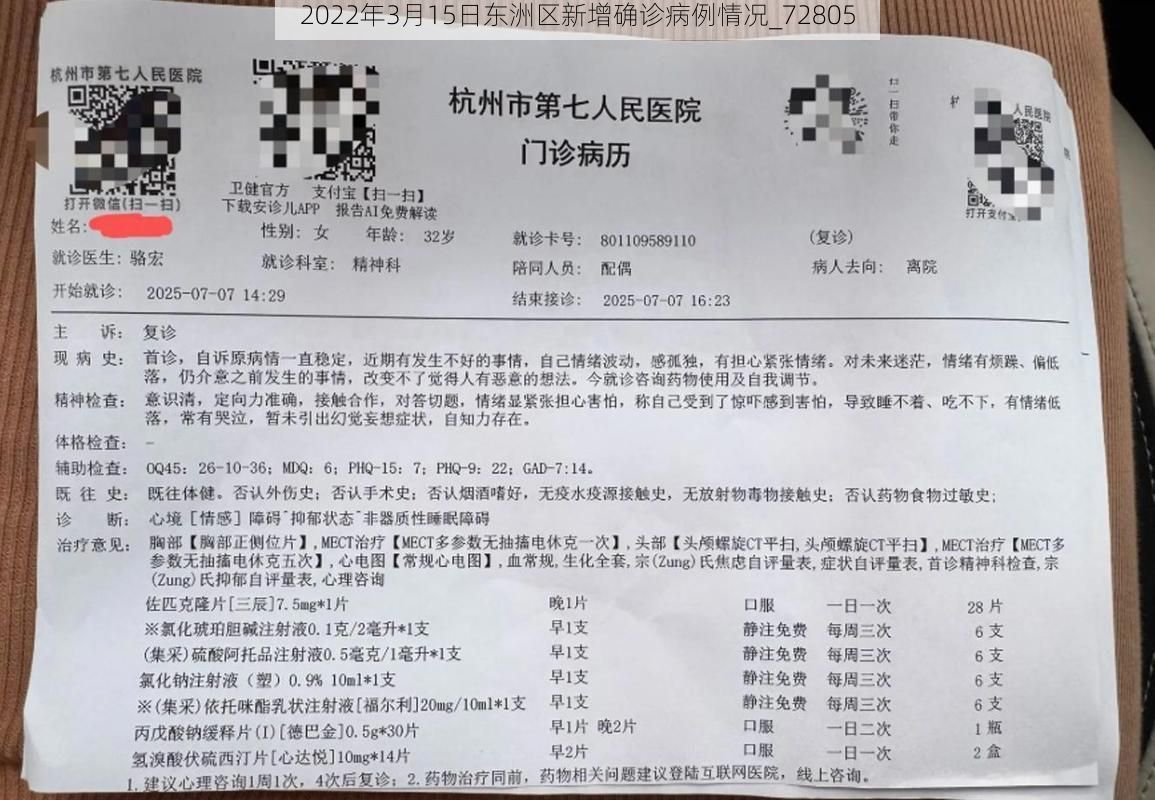 2022年3月15日东洲区新增确诊病例情况_72805
杭州市第七人民医院
打开微信(扫一扫)
卫健官方 支付宝【扫一扫】
下载安诊儿APP 报告AI免费解读
杭州市第七人民医院
门诊病历
扫一扫带你走
杭 人民医院
打开支付宝
姓名:
性别: 女 年龄: 32岁
就诊卡号: 801109589110
(复诊)
就诊医生: 骆宏
就诊科室: 精神科
陪同人员: 配偶
病人去向: 离院
开始就诊: 2025-07-07 14:29
结束接诊: 2025-07-07 16:23
主 诉: 复诊
现 病 史: 首诊，自诉原病情一直稳定，近期有发生不好的事情，自己情绪波动，感孤独，有担心紧张情绪。对未来迷茫，情绪有烦躁、偏低
落，仍介意之前发生的事情，改变不了觉得人有恶意的想法。今就诊咨询药物使用及自我调节。
精神检查: 意识清，定向力准确，接触合作，对答切题，情绪显紧张担心害怕，称自己受到了惊吓感到害怕，导致睡不着、吃不下，有情绪低
落，常有哭泣，暂未引出幻觉妄想症状，自知力存在。
体格检查: -
辅助检查: OQ45: 26-10-36; MDQ: 6; PHQ-15: 7; PHQ-9: 22; GAD-7:14。
既 往 史: 既往体健。否认外伤史; 否认手术史; 否认烟酒嗜好，无疫水疫源接触史，无放射物毒物接触史; 否认药物食物过敏史;
诊 断: 心境［情感］障碍ˉ抑郁状态ˉ非器质性睡眠障碍
治疗意见: 胸部【胸部正侧位片】,MECT治疗【MECT多参数无抽搐电休克一次】,头部【头颅螺旋CT平扫,头颅螺旋CT平扫】,MECT治疗【MECT多
参数无抽搐电休克五次】,心电图【常规心电图】,血常规,生化全套,宗(Zung)氏焦虑自评量表,症状自评量表,首诊精神科检查,宗
(Zung)氏抑郁自评量表,心理咨询
佐匹克隆片[三辰]7.5mg*1片 晚1片 口服 一日一次 28 片
※氯化琥珀胆碱注射液0.1克/2毫升*1支 早1支 静注免费 每周三次 6 支
(集采)硫酸阿托品注射液0.5毫克/1毫升*1支 早1支 静注免费 每周三次 6 支
氯化钠注射液（塑）0.9% 10ml*1支 早1支 静注免费 每周三次 6 支
※(集采)依托咪酯乳状注射液[福尔利]20mg/10ml*1支 早1支 静注免费 每周三次 6 支
丙戊酸钠缓释片(I)[德巴金]0.5g*30片 早1片 晚2片 口服 一日二次 1 瓶
氢溴酸伏硫西汀片[心达悦]10mg*14片 早2片 口服 一日一次 2 盒
1.建议心理咨询1周1次，4次后复诊; 2.药物治疗同前，药物相关问题建议登陆互联网医院，线上咨询。